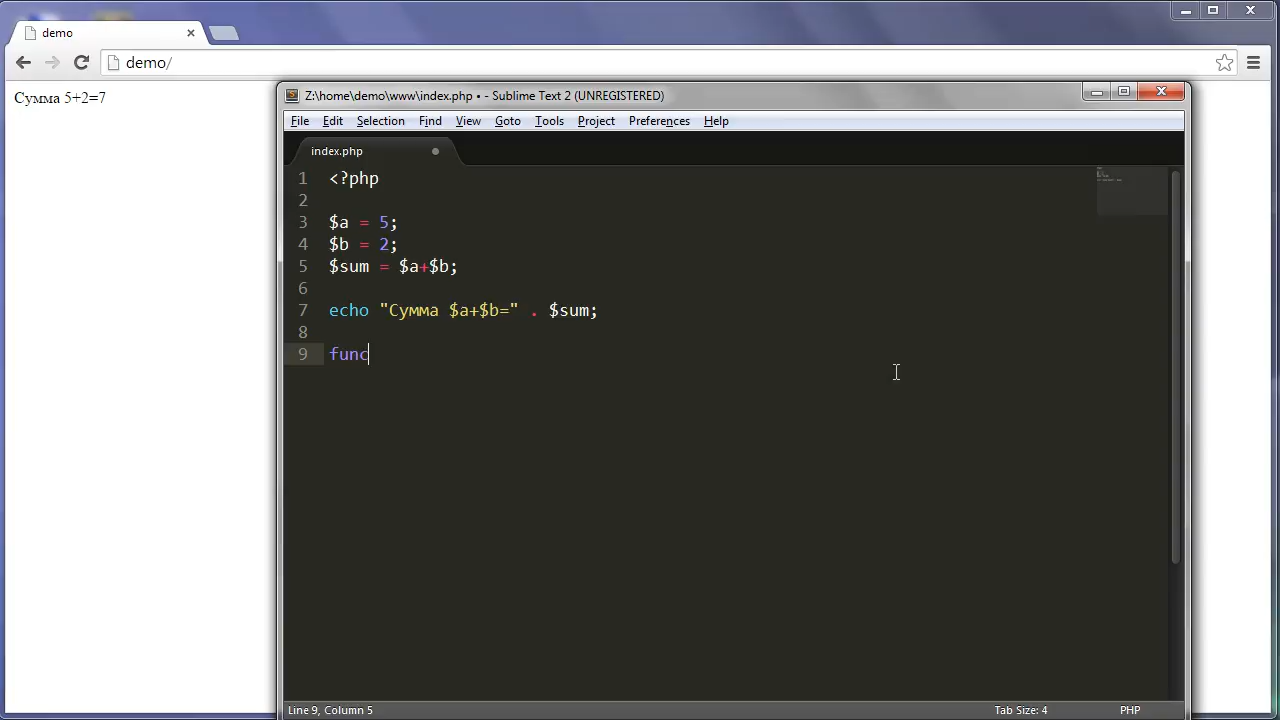 demo
demo/
Сумма 5+2=7
Z:\home\demo\www\index.php • - Sublime Text 2 (UNREGISTERED)
File Edit Selection Find View Goto Tools Project Preferences Help
index.php
1 <?php
2
3 $a = 5;
4 $b = 2;
5 $sum = $a+$b;
6
7 echo "Сумма $a+$b=" . $sum;
8
9 func
Line 9, Column 5 Tab Size: 4 PHP